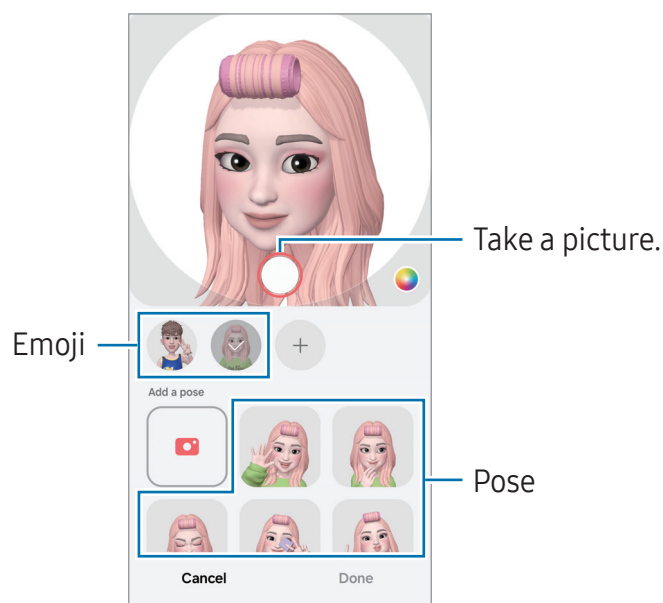 Take a picture.
Emoji
Add a pose
Pose
Cancel
Done